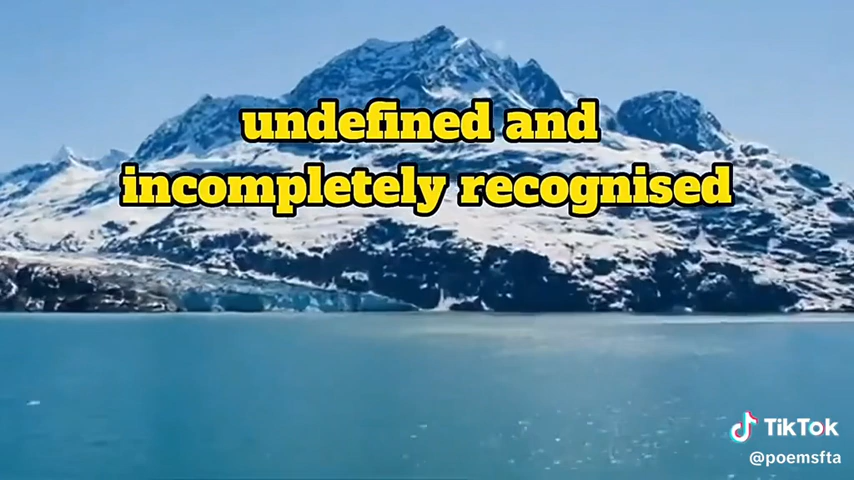 undefined and
incompletely recognised
TikTok
@poemsfta